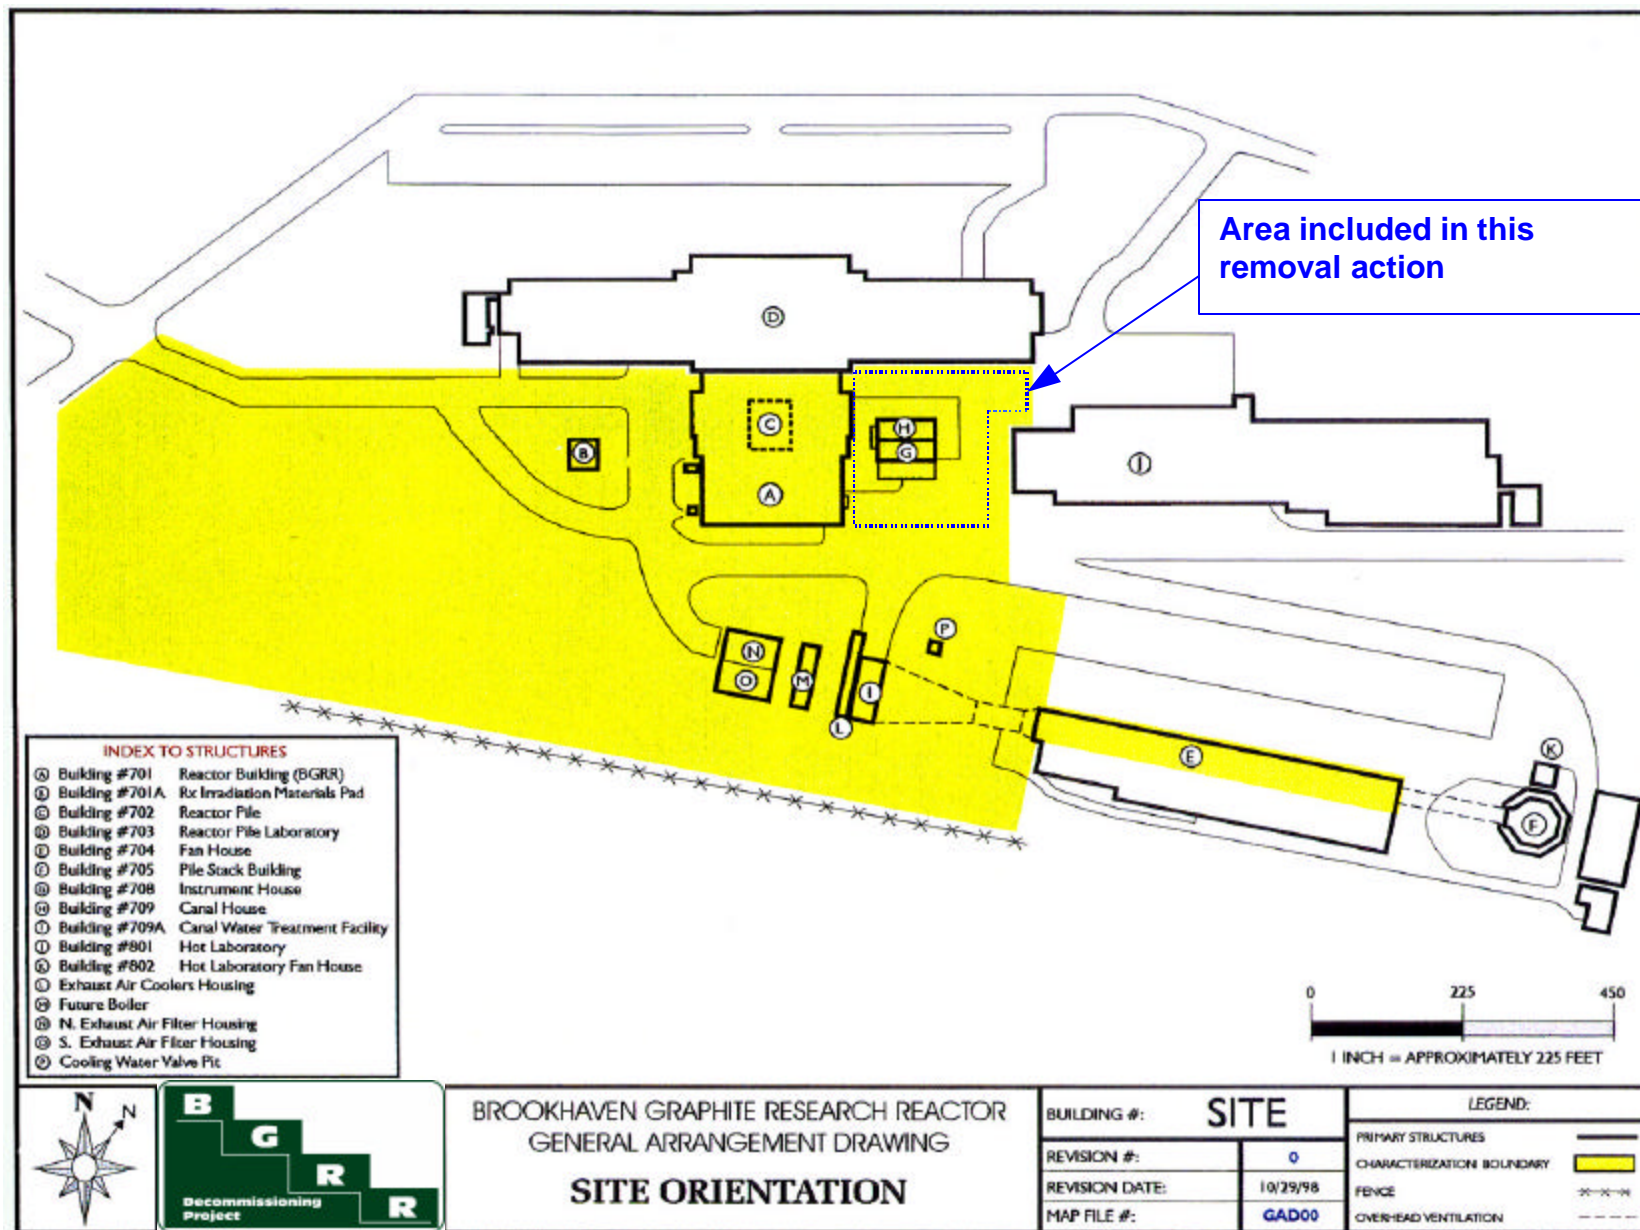 Area included in this
removal action
D
C
H
G
B
A
J
P
N
O
M
I
L
E
K
F
INDEX TO STRUCTURES
A Building #701 Reactor Building (BGRR)
B Building #701A Rx Irradiation Materials Pad
C Building #702 Reactor Pile
D Building #703 Reactor Pile Laboratory
E Building #704 Fan House
F Building #705 Pile Stack Building
G Building #708 Instrument House
H Building #709 Canal House
I Building #709A Canal Water Treatment Facility
J Building #801 Hot Laboratory
K Building #802 Hot Laboratory Fan House
L Exhaust Air Coolers Housing
M Future Boiler
N N. Exhaust Air Filter Housing
O S. Exhaust Air Filter Housing
P Cooling Water Valve Pit
0 225 450
1 INCH = APPROXIMATELY 225 FEET
N N
B
G
R
R
Decommissioning
Project
BROOKHAVEN GRAPHITE RESEARCH REACTOR
GENERAL ARRANGEMENT DRAWING
SITE ORIENTATION
BUILDING #: SITE
REVISION #: 0
REVISION DATE: 10/29/98
MAP FILE #: GAD00
LEGEND:
PRIMARY STRUCTURES
CHARACTERIZATION BOUNDARY
FENCE
OVERHEAD VENTILATION